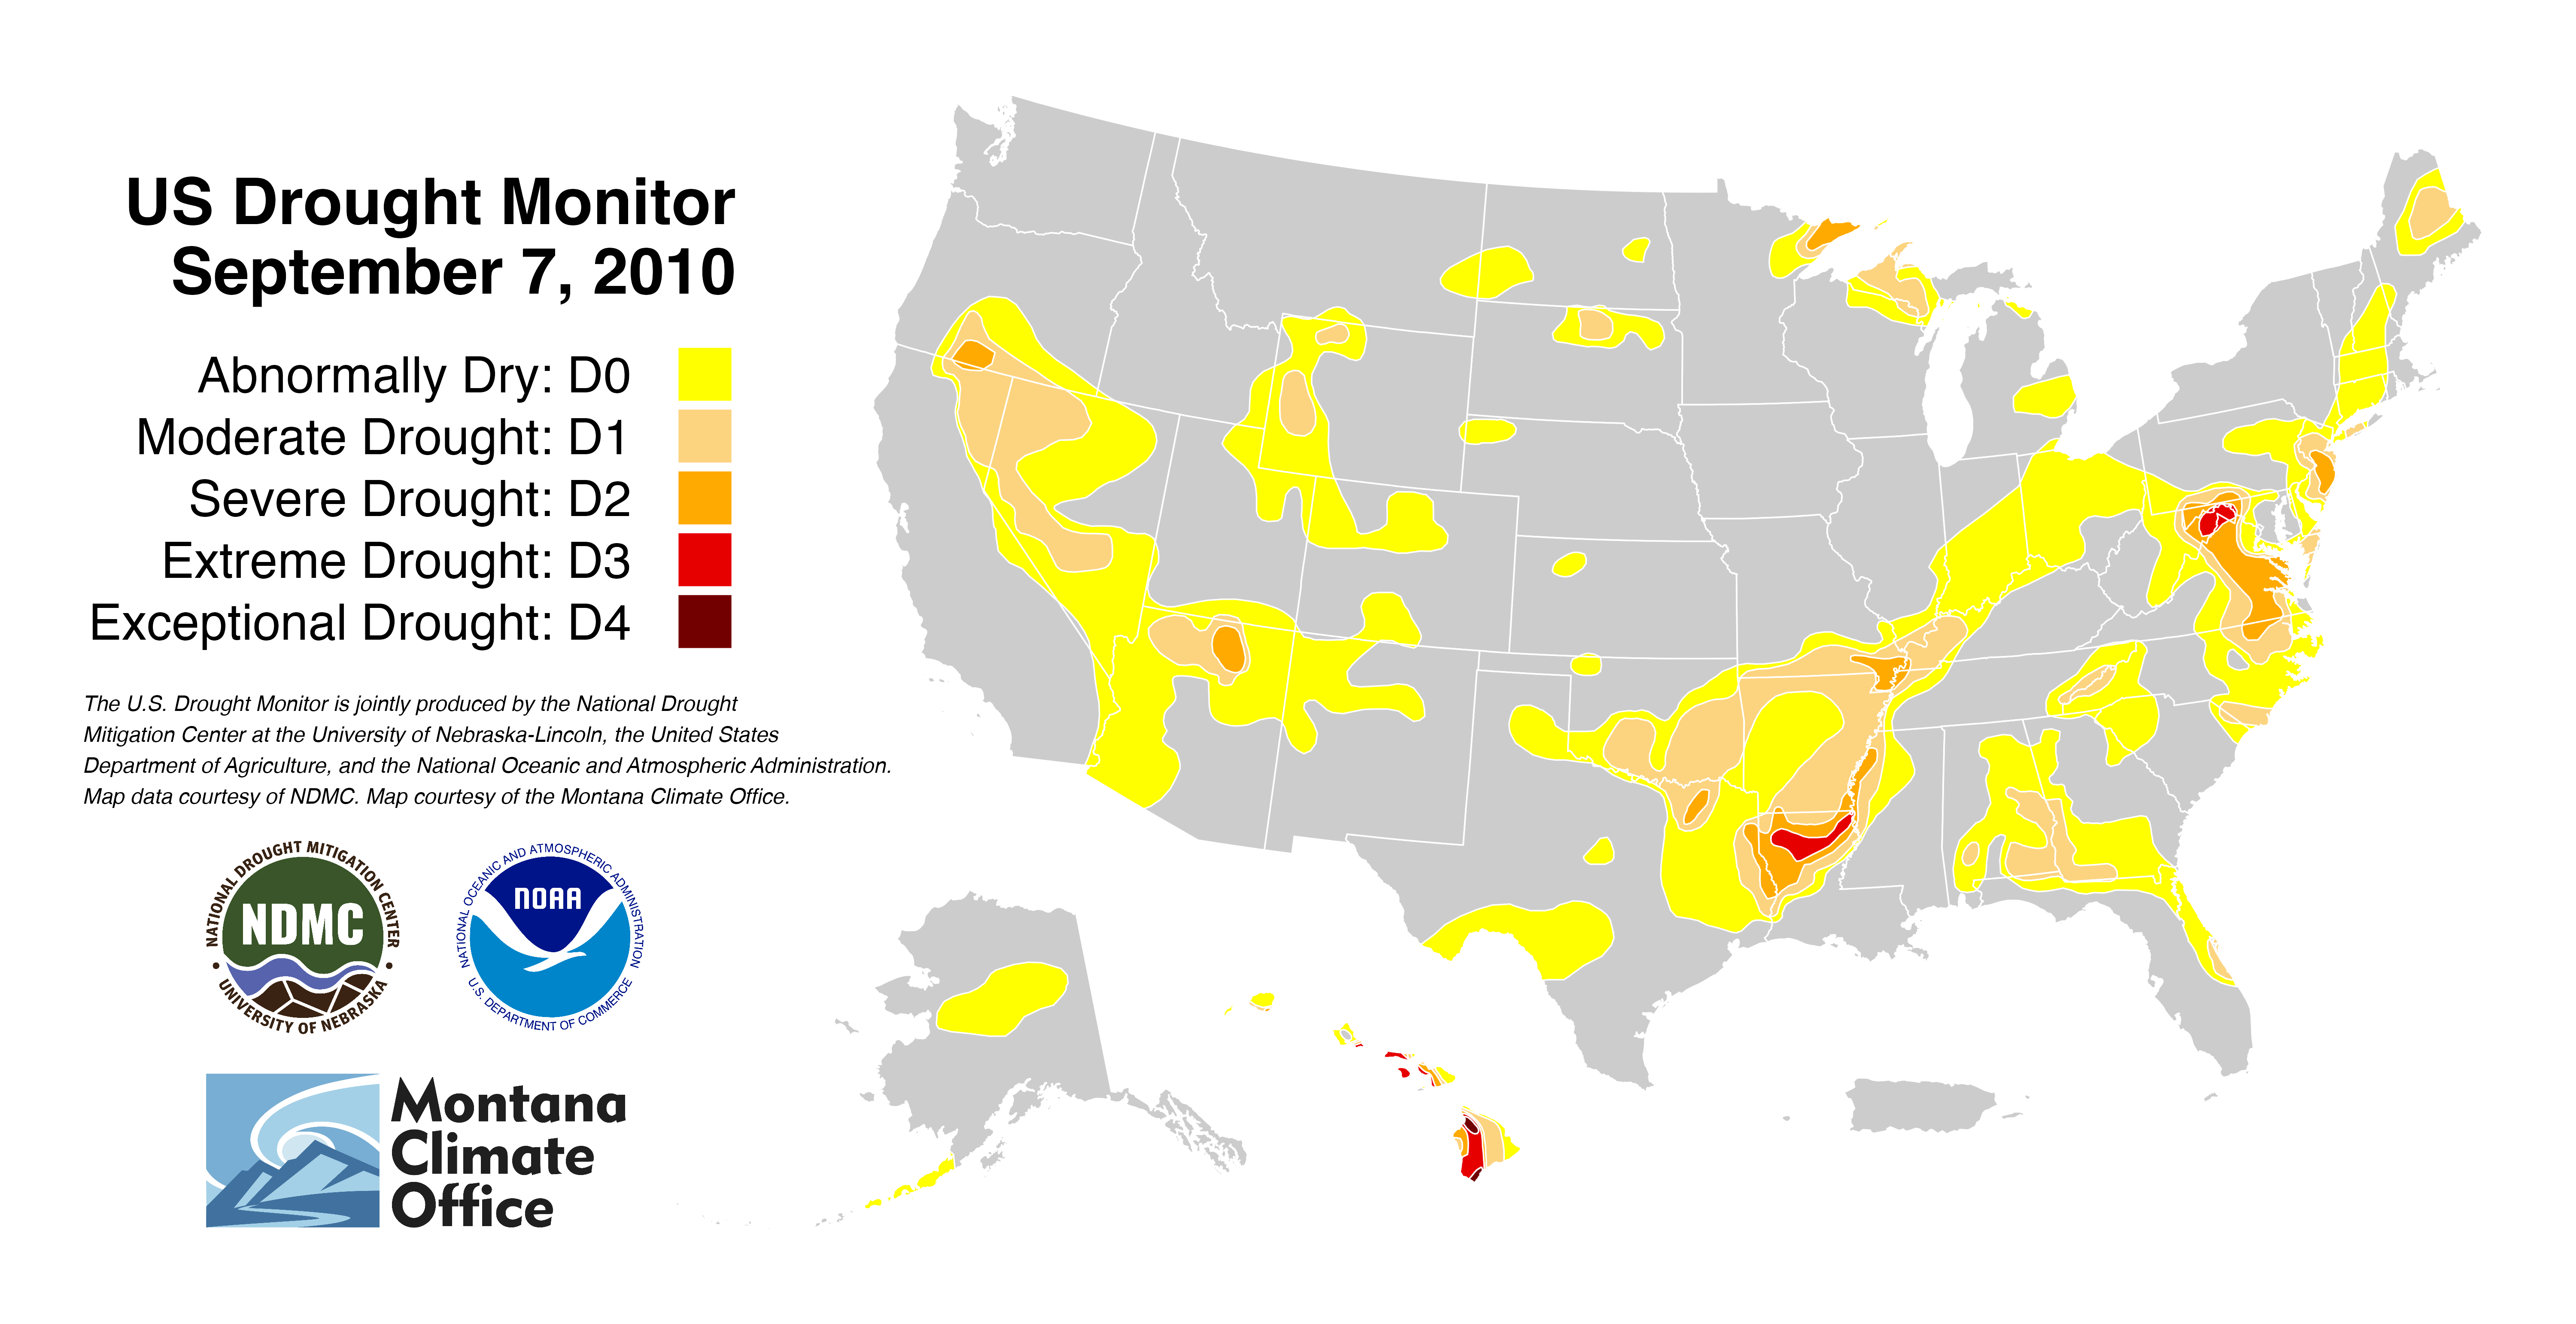 US Drought Monitor
September 7, 2010
Abnormally Dry: D0
Moderate Drought: D1
Severe Drought: D2
Extreme Drought: D3
Exceptional Drought: D4
The U.S. Drought Monitor is jointly produced by the National Drought
Mitigation Center at the University of Nebraska-Lincoln, the United States
Department of Agriculture, and the National Oceanic and Atmospheric Administration.
Map data courtesy of NDMC. Map courtesy of the Montana Climate Office.
NATIONAL DROUGHT MITIGATION CENTER
NDMC
• UNIVERSITY OF NEBRASKA •
NATIONAL OCEANIC AND ATMOSPHERIC ADMINISTRATION
NOAA
U.S. DEPARTMENT OF COMMERCE
Montana
Climate
Office